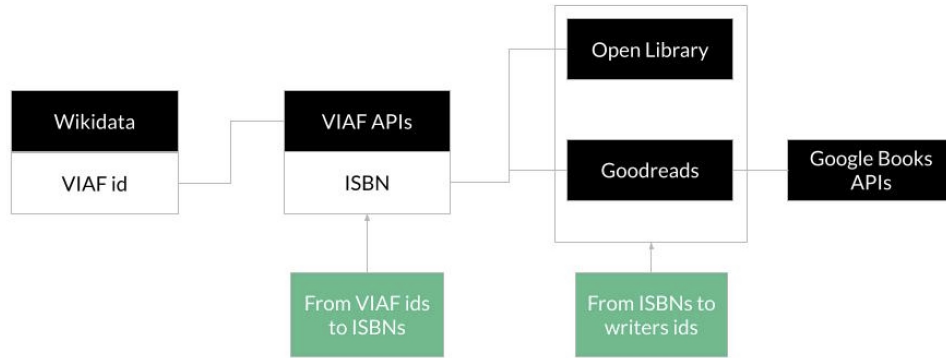 Open Library
Wikidata
VIAF APIs
VIAF id
ISBN
Goodreads
Google Books
APIs
From VIAF ids
to ISBNs
From ISBNs to
writers ids